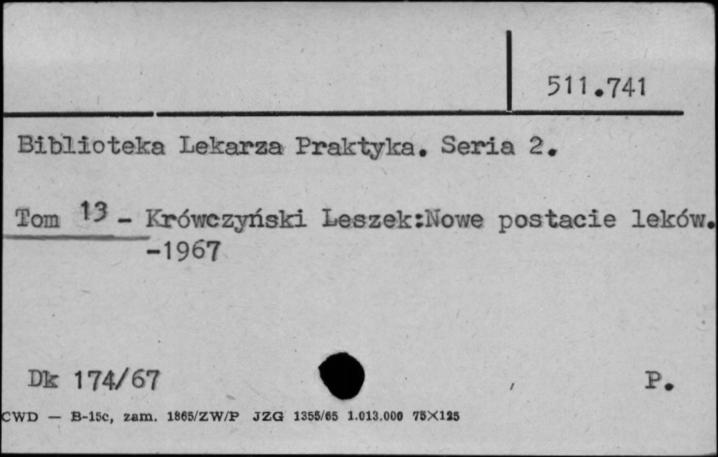 511.741
Biblioteka Lekarza Praktyka. Seria 2.
Tom 13 - Krówczyński Leszek:Nowe postacie leków.
-1967
Dk 174/67 P.
CWD — B-15c, zam. 1865/ZW/P JZG 1355/65 1.013.000 75X125